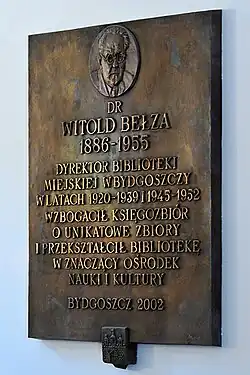 DR
WITOLD BEŁZA
1886-1955
DYREKTOR BIBLIOTEKI
MIEJSKIEJ W BYDGOSZCZY
W LATACH 1920-1939 I 1945-1952
WZBOGACIŁ KSIĘGOZBIÓR
O UNIKATOWE ZBIORY
I PRZEKSZTAŁCIŁ BIBLIOTEKĘ
W ZNACZĄCY OŚRODEK
NAUKI I KULTURY
BYDGOSZCZ 2002